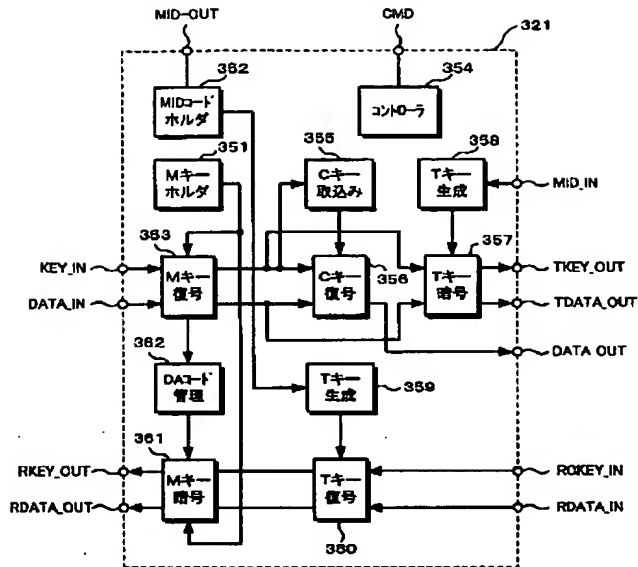 MID-OUT
CMD
321
362
354
MIDコード
ホルダ
コントローラ
351
355
358
Mキー
ホルダ
Cキー
取込み
Tキー
生成
MID_IN
363
357
KEY_IN
Mキー
復号
Cキー
復号
356
Tキー
暗号
TKEY_OUT
DATA_IN
TDATA_OUT
DATA OUT
362
DAコード
管理
Tキー
生成
359
361
RKEY_OUT
Mキー
暗号
Tキー
復号
ROKEY_IN
RDATA_OUT
RDATA_IN
360